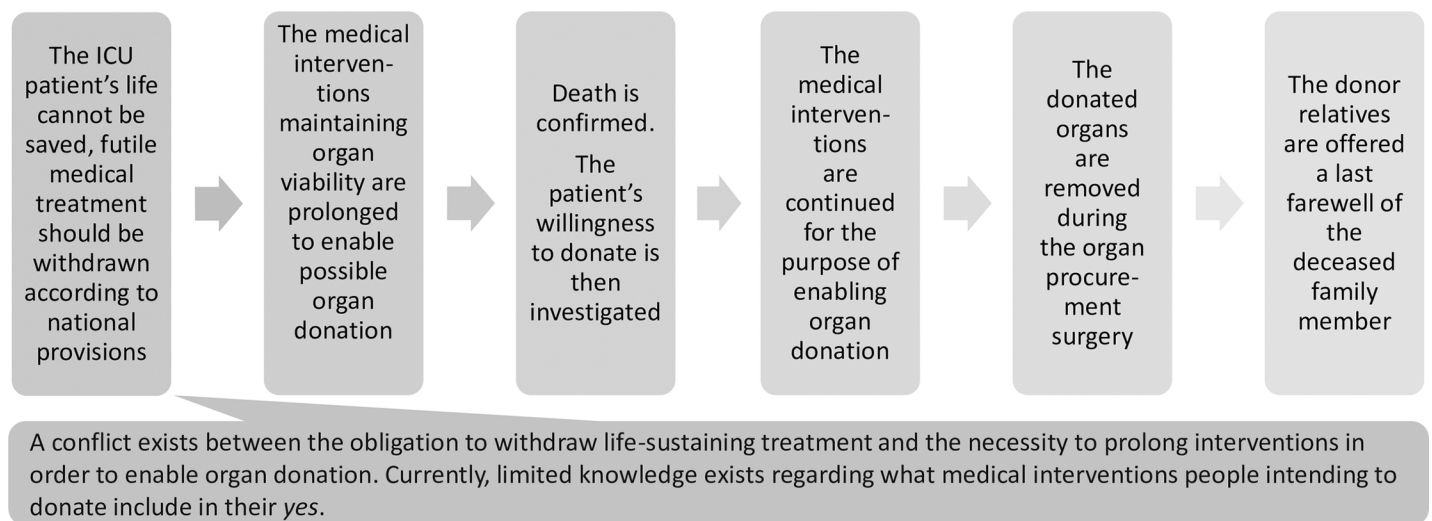 The ICU
patient’s life
cannot be
saved, futile
medical
treatment
should be
withdrawn
according to
national
provisions
The medical
interven-
tions
maintaining
organ
viability are
prolonged
to enable
possible
organ
donation
Death is
confirmed.
The
patient’s
willingness
to donate is
then
investigated
The
medical
interven-
tions
are
continued
for the
purpose of
enabling
organ
donation
The
donated
organs
are
removed
during
the organ
procure-
ment
surgery
The donor
relatives
are offered
a last
farewell of
the
deceased
family
member
A conflict exists between the obligation to withdraw life-sustaining treatment and the necessity to prolong interventions in
order to enable organ donation. Currently, limited knowledge exists regarding what medical interventions people intending to
donate include in their yes.